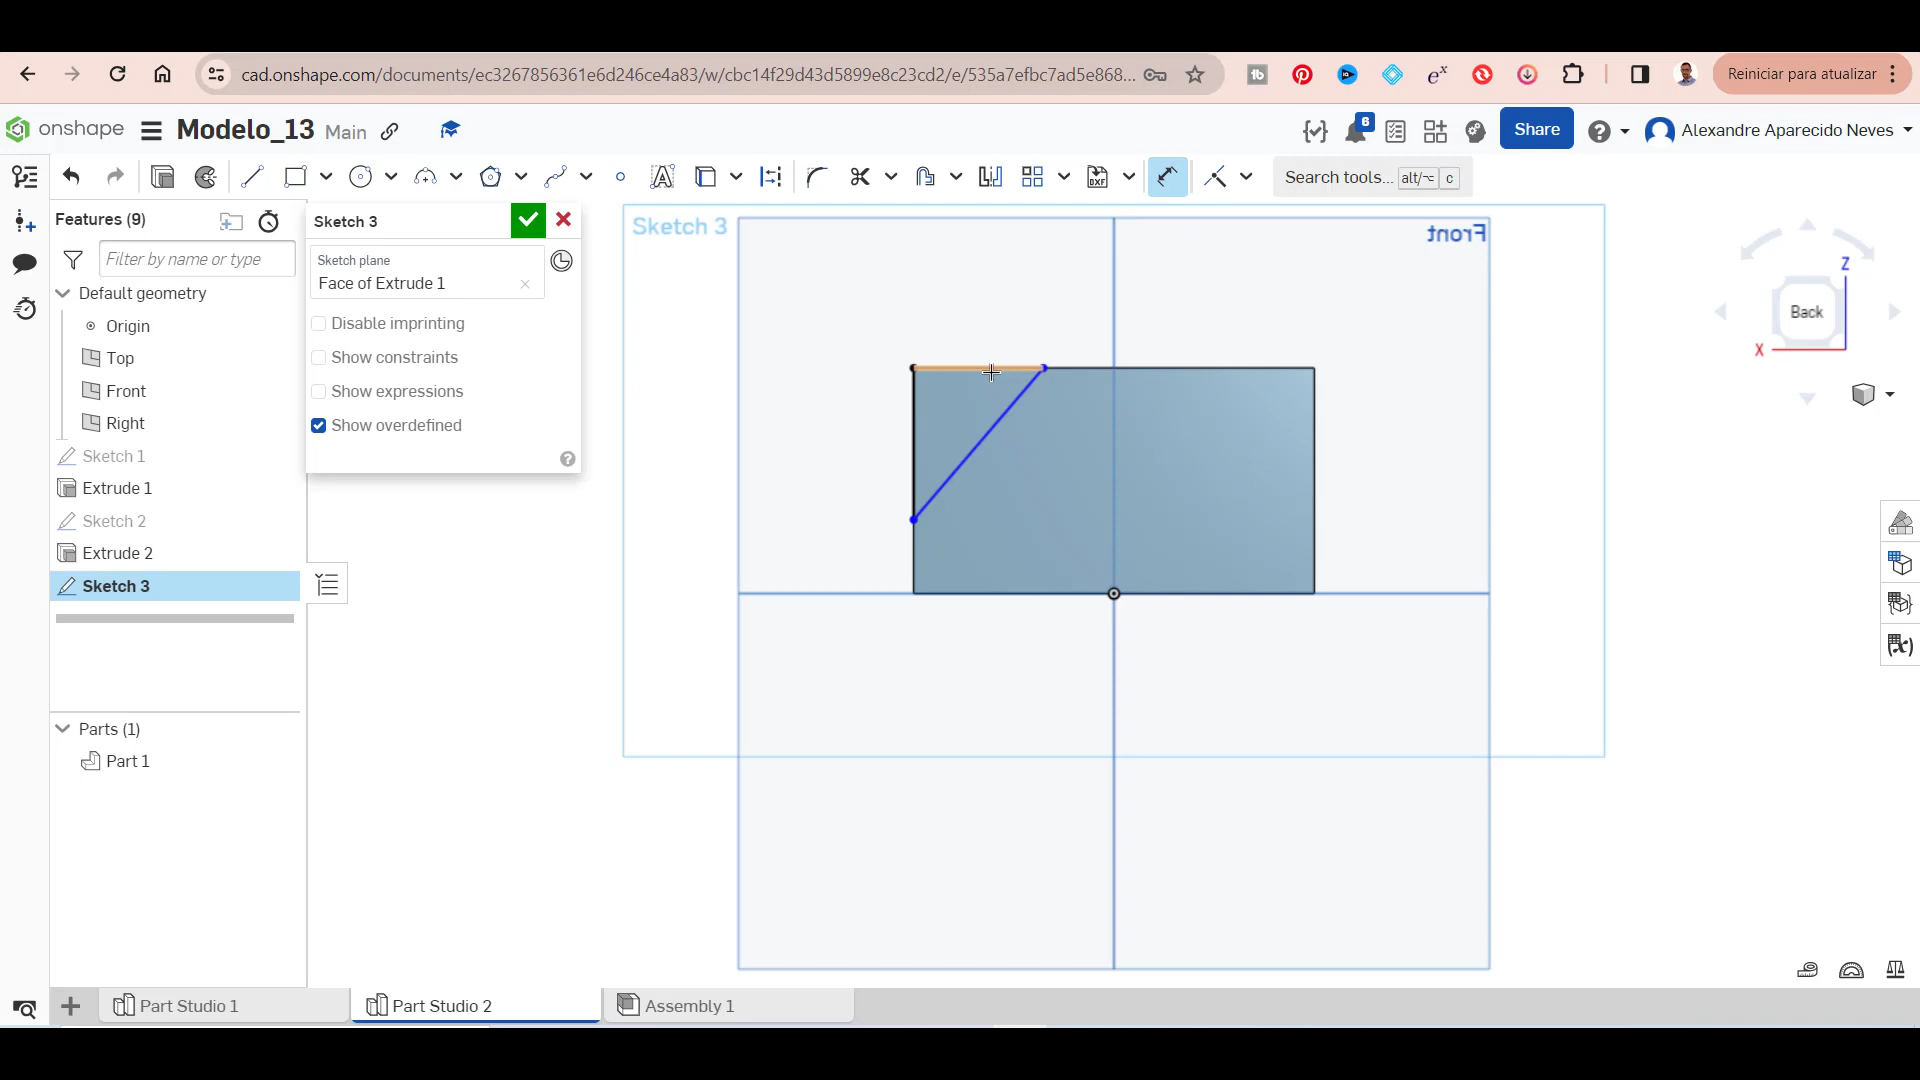 cad.onshape.com/documents/ec3267856361e6d246ce4a83/w/cbc14f29d43d5899e8c23cd2/e/535a7efbc7ad5e868...
Reiniciar para atualizar
onshape
Modelo_13 Main
6
Share
Alexandre Aparecido Neves
DXF
Search tools... alt/⌥ c
Features (9)
Filter by name or type
Default geometry
Origin
Top
Front
Right
Sketch 1
Extrude 1
Sketch 2
Extrude 2
Sketch 3
Parts (1)
Part 1
Sketch 3
Sketch plane
Face of Extrude 1
Disable imprinting
Show constraints
Show expressions
Show overdefined
Sketch 3
Front
Z
Back
X
Part Studio 1
Part Studio 2
Assembly 1